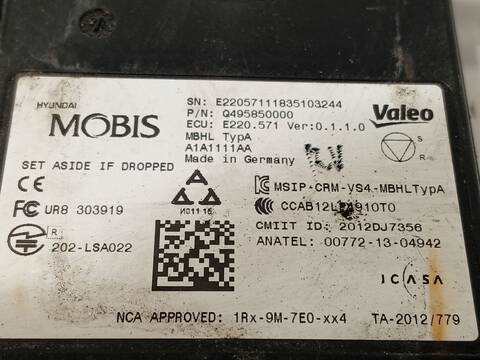 HYUNDAI
MOBIS
SN: E22057111835103244
P/N: Q495850000
ECU: E220.571 Ver:0.1.1.0
MBHL TypA
A1A1111AA
Made in Germany
Valeo
S R
SET ASIDE IF DROPPED
CE
FC UR8 303919
R
202-LSA022
A
MSIP-CRM-VS4-MBHLTypA
CMIIT ID: 2012DJ7356
ANATEL: 00772-13-04942
ICASA
NCA APPROVED: 1Rx-9M-7E0-xx4 TA-2012/779